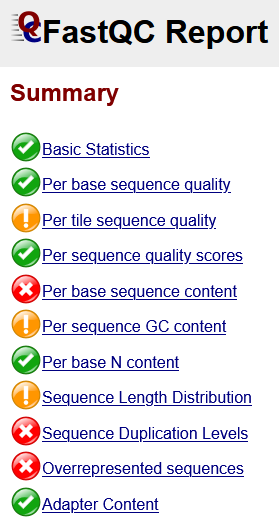 FastQC Report
Summary
Basic Statistics
Per base sequence quality
Per tile sequence quality
Per sequence quality scores
Per base sequence content
Per sequence GC content
Per base N content
Sequence Length Distribution
Sequence Duplication Levels
Overrepresented sequences
Adapter Content